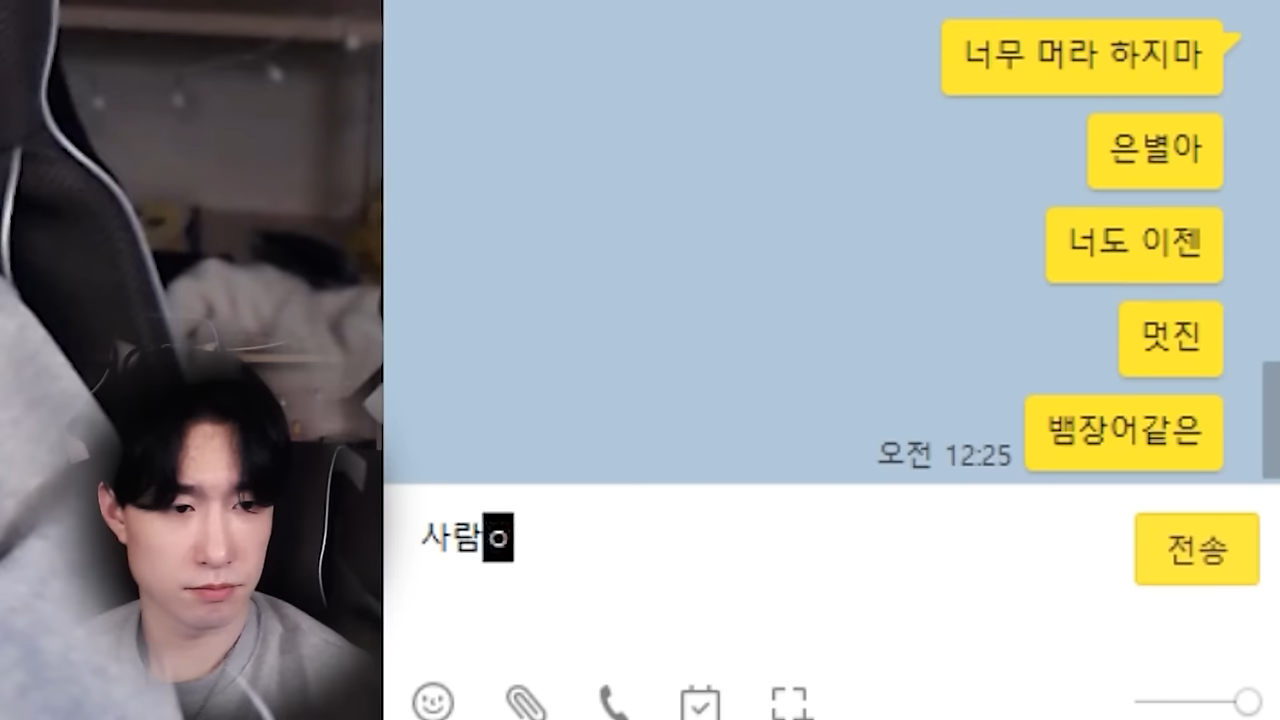 너무 머라 하지마
은별아
너도 이젠
멋진
뱀장어같은
오전 12:25
사람ㅇ
전송